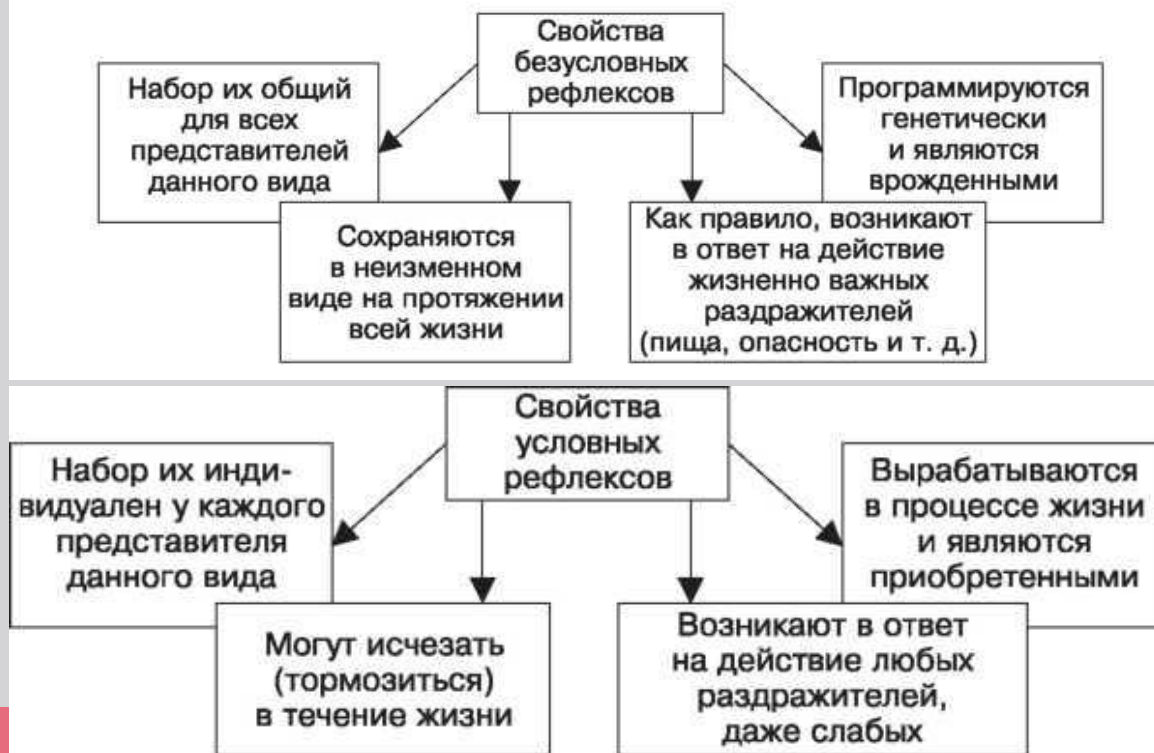 Свойства
безусловных
рефлексов
Набор их общий
для всех
представителей
данного вида
Сохраняются
в неизменном
виде на протяжении
всей жизни
Как правило, возникают
в ответ на действие
жизненно важных
раздражителей
(пища, опасность и т. д.)
Программируются
генетически
и являются
врожденными
Свойства
условных
рефлексов
Набор их инди-
видуален у каждого
представителя
данного вида
Могут исчезать
(тормозиться)
в течение жизни
Возникают в ответ
на действие любых
раздражителей,
даже слабых
Вырабатываются
в процессе жизни
и являются
приобретенными